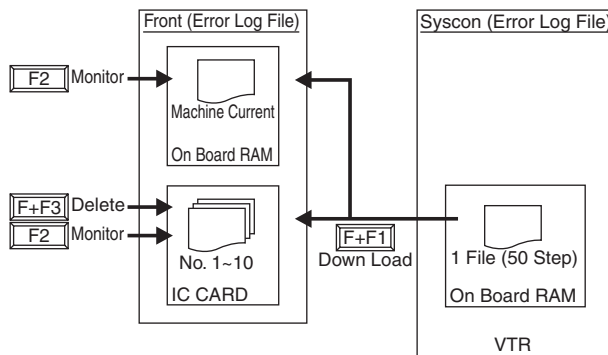 Front (Error Log File)
Syscon (Error Log File)
F2 Monitor
Machine Current
On Board RAM
F+F3 Delete
F2 Monitor
No. 1~10
IC CARD
F+F1
Down Load
1 File (50 Step)
On Board RAM
VTR